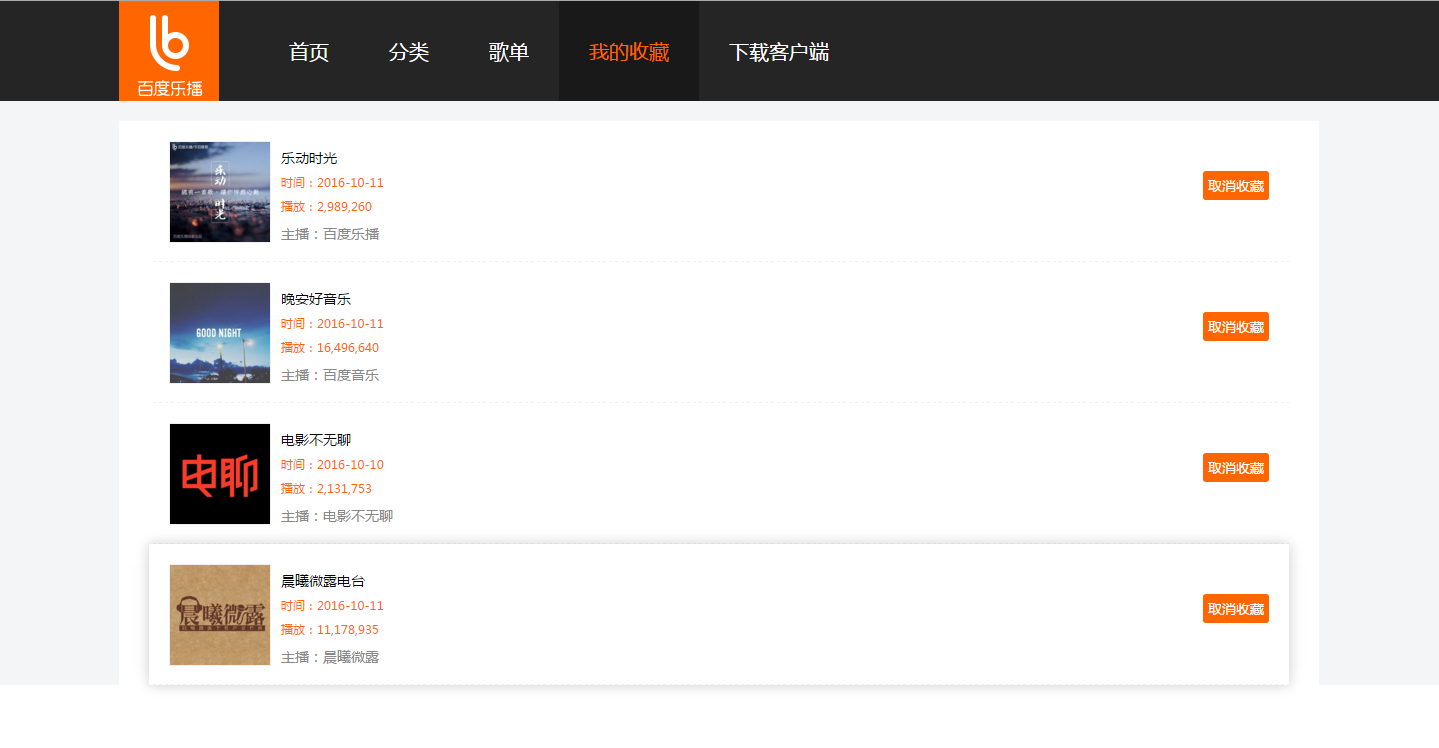 百度乐播
首页 分类 歌单 我的收藏 下载客户端
乐动时光
乐动时光
时间：2016-10-11
播放：2,989,260
主播：百度乐播
取消收藏
GOOD NIGHT
晚安好音乐
时间：2016-10-11
播放：16,496,640
主播：百度音乐
取消收藏
电聊
电影不无聊
时间：2016-10-10
播放：2,131,753
主播：电影不无聊
取消收藏
晨曦微露
晨曦微露电台
时间：2016-10-11
播放：11,178,935
主播：晨曦微露
取消收藏